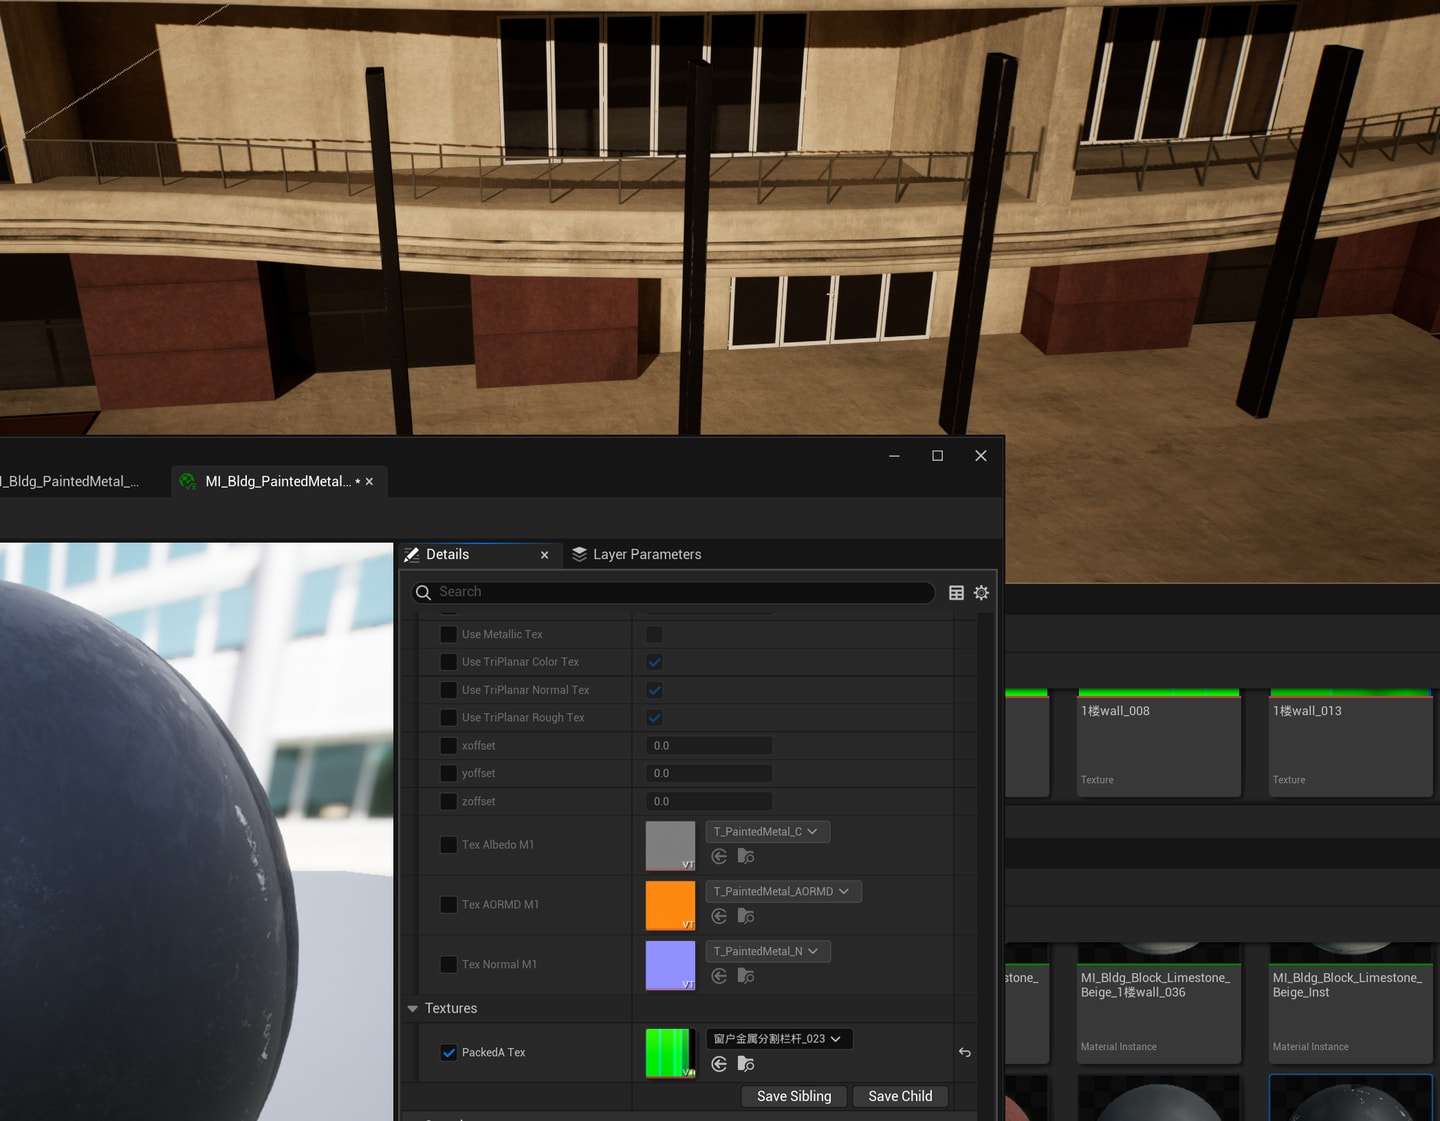 I_Bldg_PaintedMetal_...
MI_Bldg_PaintedMetal... •
Details
Layer Parameters
Search
Use Metallic Tex
Use TriPlanar Color Tex
Use TriPlanar Normal Tex
Use TriPlanar Rough Tex
xoffset
0.0
yoffset
0.0
zoffset
0.0
Tex Albedo M1
VT
T_PaintedMetal_C
Tex AORMD M1
VT
T_PaintedMetal_AORMD
Tex Normal M1
VT
T_PaintedMetal_N
Textures
PackedA Tex
窗户金属分割栏杆_023
Save Sibling
Save Child
1楼wall_008
Texture
1楼wall_013
Texture
stone_
MI_Bldg_Block_Limestone_
Beige_1楼wall_036
Material Instance
MI_Bldg_Block_Limestone_
Beige_Inst
Material Instance